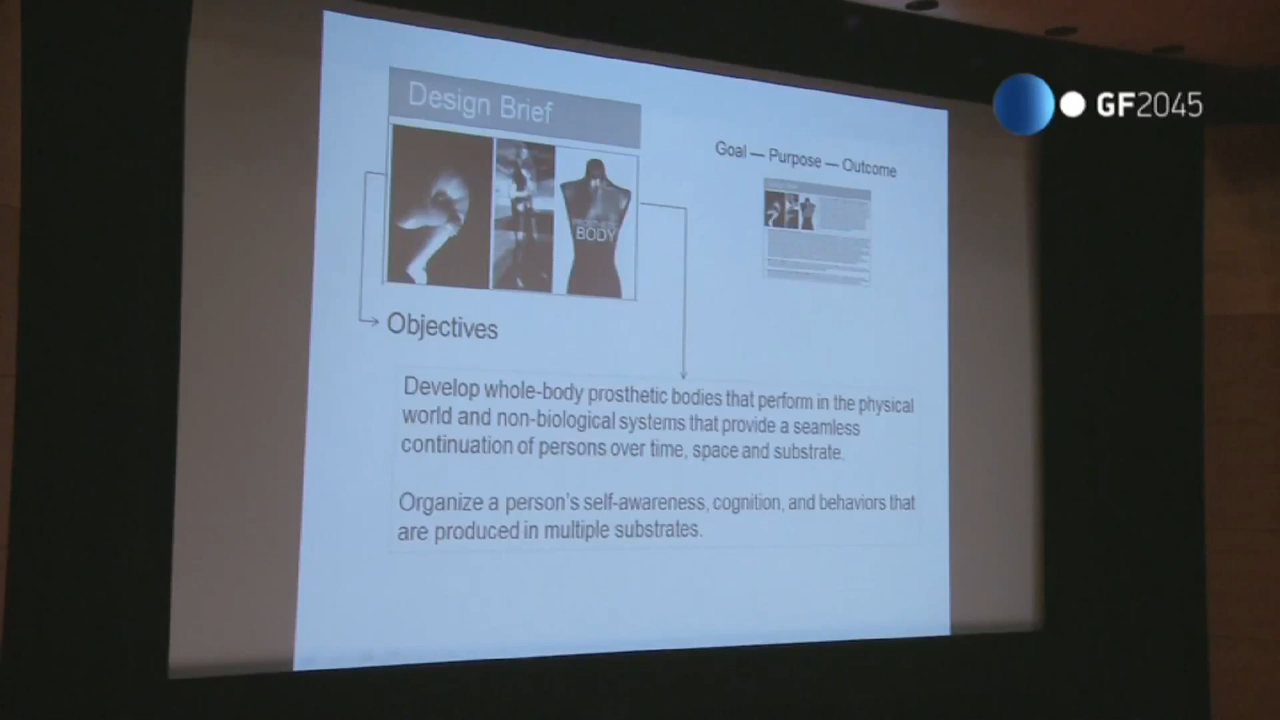 GF2045
Design Brief
Goal — Purpose — Outcome
BODY
Objectives
Develop whole-body prosthetic bodies that perform in the physical
world and non-biological systems that provide a seamless
continuation of persons over time, space and substrate.
Organize a person's self-awareness, cognition, and behaviors that
are produced in multiple substrates.